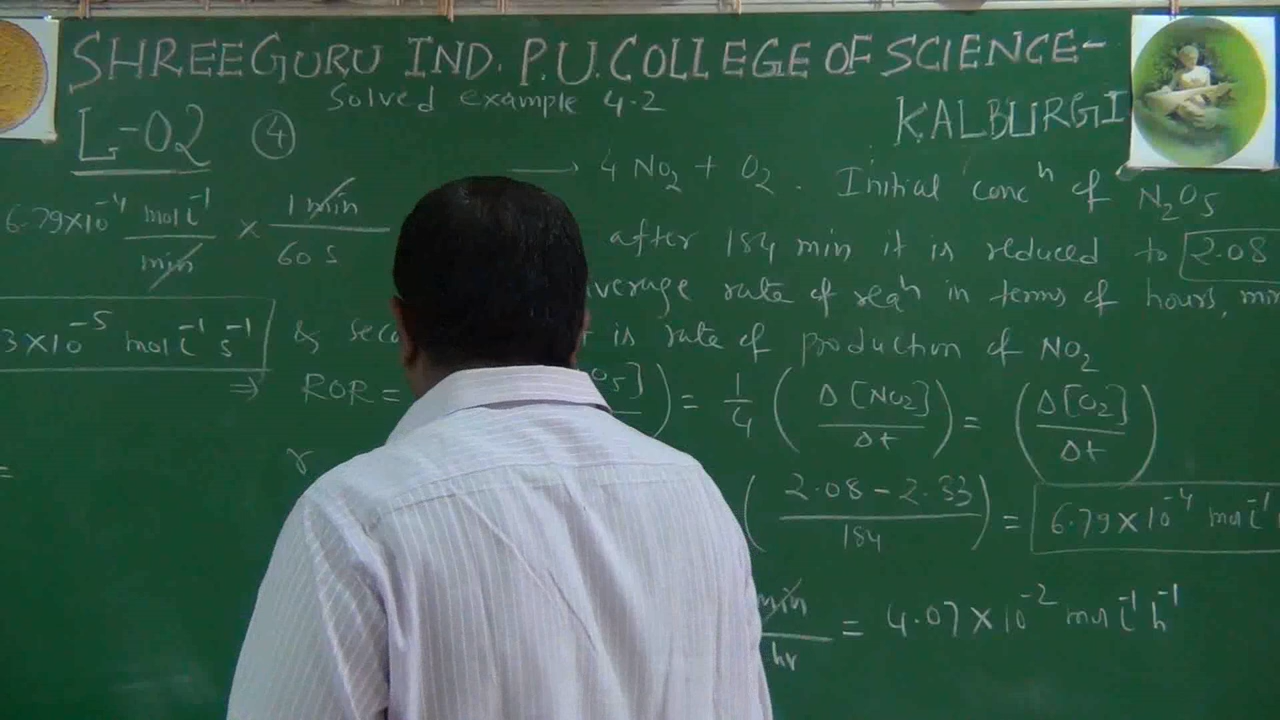 SHREEGURU IND. P.U. COLLEGE OF SCIENCE-
KALBURGI
Solved example 4.2
L-02 ④
⟶ 4 NO₂ + O₂ . Initial concⁿ of N₂O₅
after 184 min it is reduced to 2.08
average rate of reaⁿ in terms of hours, min
& is rate of production of NO₂
⇒ ROR = O₅] ) = 1/4 ( Δ[NO₂] / Δt ) = ( Δ[O₂] / Δt )
( 2.08 - 2.33 / 184 ) = 6.79×10⁻⁴ mol L⁻¹
min / hr = 4.07×10⁻² mol L⁻¹ h⁻¹
6.79×10⁻⁴ mol L⁻¹ / min × 1 min / 60 s
3×10⁻⁵ mol L⁻¹ s⁻¹
=